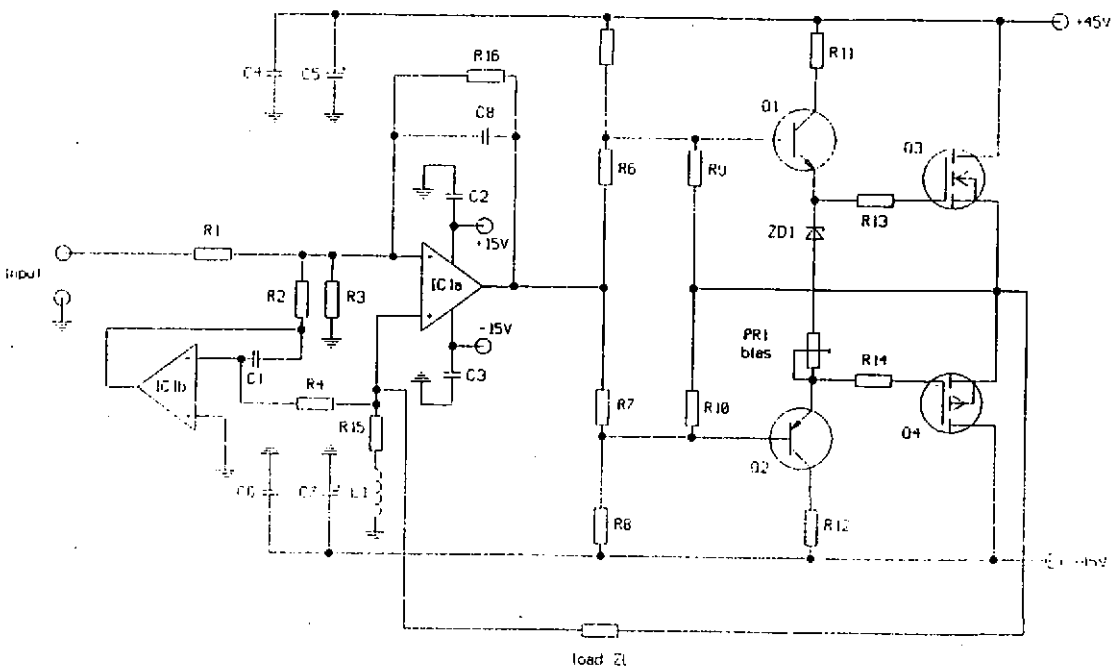 +45V
R16
R11
C4
C5
C8
Q1
R6
R9
Q3
C2
R13
R1
+15V
ZD1
Input
IC1a
R2
R3
-15V
PR1
bias
R14
C1
IC1b
C3
R4
R7
R10
R15
Q4
Q2
C6
C7
L1
R8
R12
-45V
load ZL